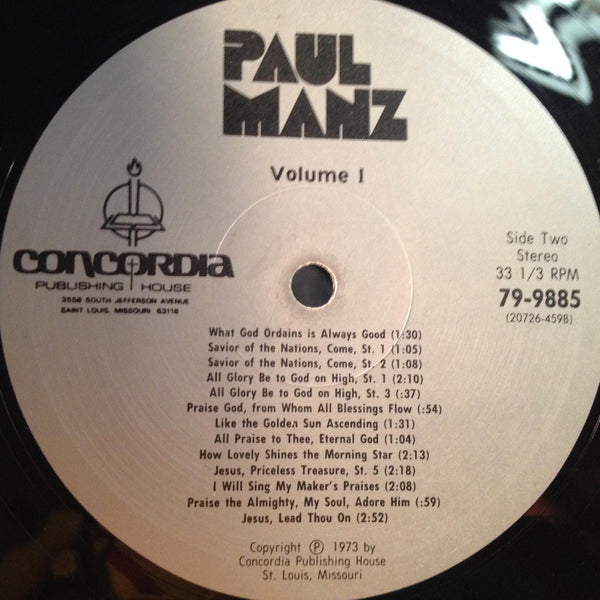 PAUL
MANZ
Volume I
CONCORDIA
PUBLISHING HOUSE
3558 SOUTH JEFFERSON AVENUE
SAINT LOUIS, MISSOURI 63118
Side Two
Stereo
33 1/3 RPM
79-9885
(20726-459B)
What God Ordains is Always Good (1:30)
Savior of the Nations, Come, St. 1 (1:05)
Savior of the Nations, Come, St. 2 (1:08)
All Glory Be to God on High, St. 1 (2:10)
All Glory Be to God on High, St. 3 (:37)
Praise God, from Whom All Blessings Flow (:54)
Like the Golden Sun Ascending (1:31)
All Praise to Thee, Eternal God (1:04)
How Lovely Shines the Morning Star (2:13)
Jesus, Priceless Treasure, St. 5 (2:18)
I Will Sing My Maker's Praises (2:08)
Praise the Almighty, My Soul, Adore Him (:59)
Jesus, Lead Thou On (2:52)
Copyright Ⓟ 1973 by
Concordia Publishing House
St. Louis, Missouri